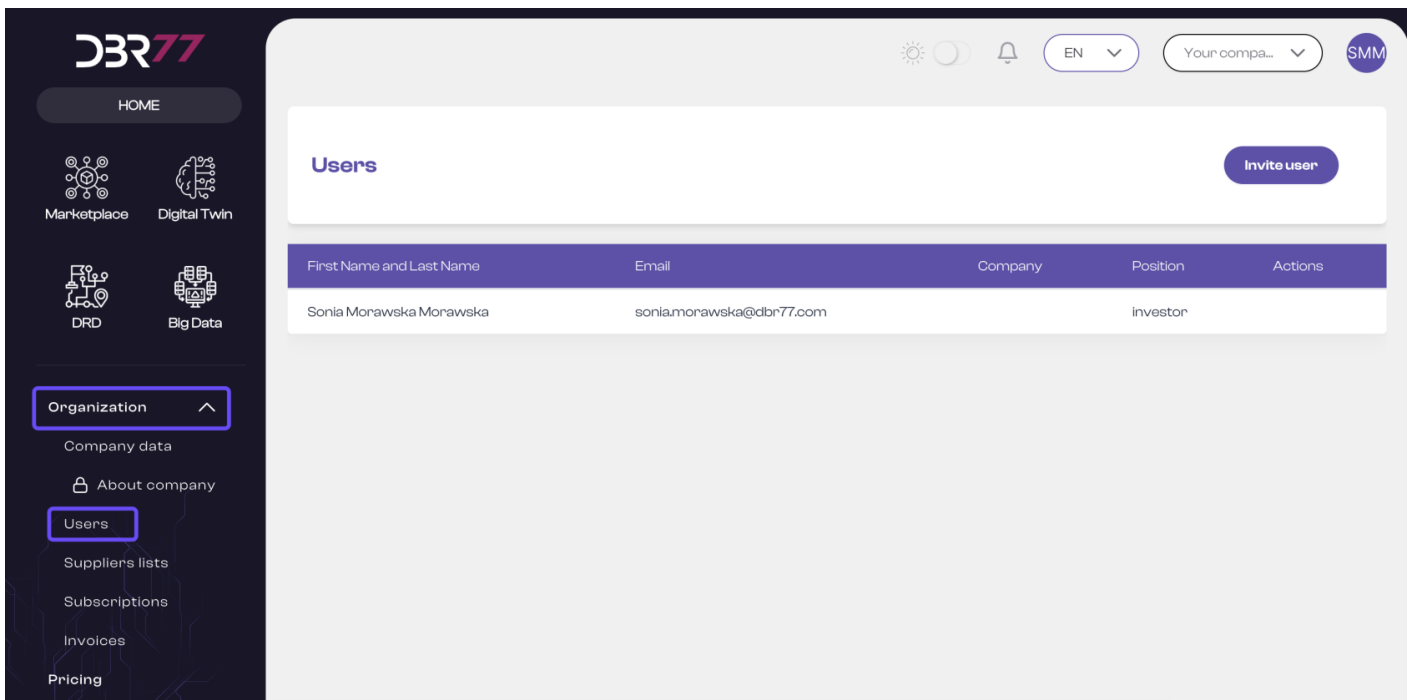 DBR77
EN
Your compa...
SMM
HOME
Marketplace
Digital Twin
DRD
Big Data
Organization
Company data
About company
Users
Suppliers lists
Subscriptions
Invoices
Pricing
Users
Invite user
First Name and Last Name Email Company Position Actions
Sonia Morawska Morawska sonia.morawska@dbr77.com investor